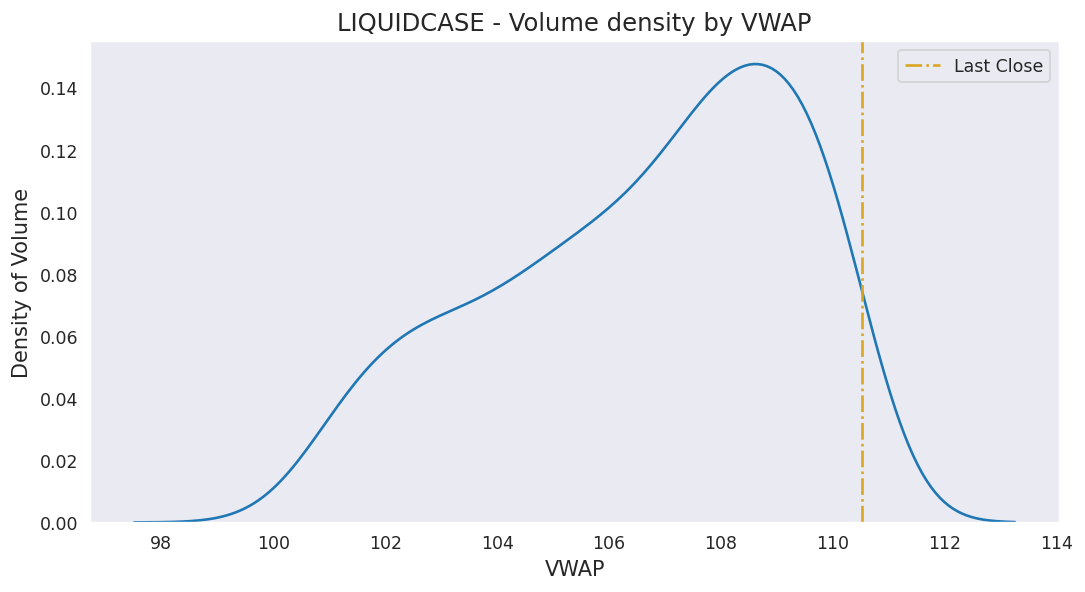 LIQUIDCASE - Volume density by VWAP
Last Close
Density of Volume
0.14
0.12
0.10
0.08
0.06
0.04
0.02
0.00
98 100 102 104 106 108 110 112 114
VWAP